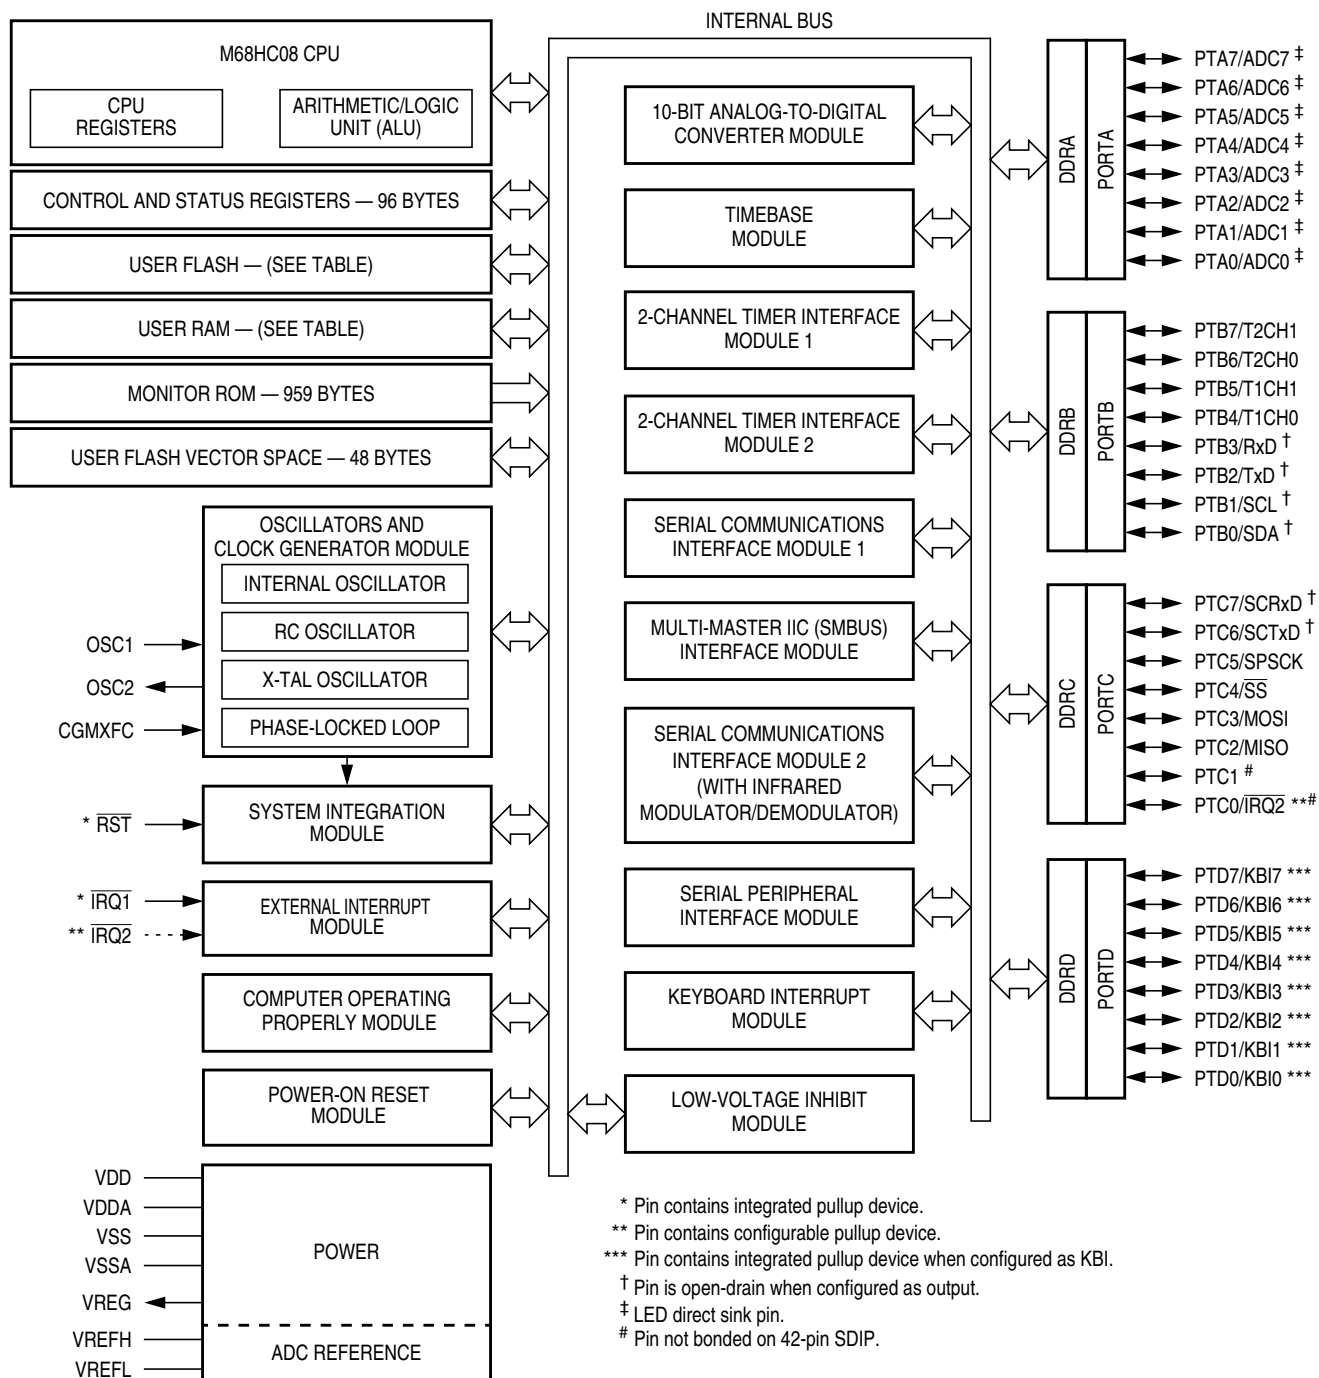 INTERNAL BUS
M68HC08 CPU
CPU
REGISTERS
ARITHMETIC/LOGIC
UNIT (ALU)
CONTROL AND STATUS REGISTERS — 96 BYTES
USER FLASH — (SEE TABLE)
USER RAM — (SEE TABLE)
MONITOR ROM — 959 BYTES
USER FLASH VECTOR SPACE — 48 BYTES
OSCILLATORS AND
CLOCK GENERATOR MODULE
INTERNAL OSCILLATOR
RC OSCILLATOR
X-TAL OSCILLATOR
PHASE-LOCKED LOOP
OSC1
OSC2
CGMXFC
SYSTEM INTEGRATION
MODULE
* RST
EXTERNAL INTERRUPT
MODULE
* IRQ1
** IRQ2
COMPUTER OPERATING
PROPERLY MODULE
POWER-ON RESET
MODULE
VDD
VDDA
VSS
VSSA
VREG
VREFH
VREFL
POWER
ADC REFERENCE
10-BIT ANALOG-TO-DIGITAL
CONVERTER MODULE
TIMEBASE
MODULE
2-CHANNEL TIMER INTERFACE
MODULE 1
2-CHANNEL TIMER INTERFACE
MODULE 2
SERIAL COMMUNICATIONS
INTERFACE MODULE 1
MULTI-MASTER IIC (SMBUS)
INTERFACE MODULE
SERIAL COMMUNICATIONS
INTERFACE MODULE 2
(WITH INFRARED
MODULATOR/DEMODULATOR)
SERIAL PERIPHERAL
INTERFACE MODULE
KEYBOARD INTERRUPT
MODULE
LOW-VOLTAGE INHIBIT
MODULE
DDRA
PORTA
PTA7/ADC7 ‡
PTA6/ADC6 ‡
PTA5/ADC5 ‡
PTA4/ADC4 ‡
PTA3/ADC3 ‡
PTA2/ADC2 ‡
PTA1/ADC1 ‡
PTA0/ADC0 ‡
DDRB
PORTB
PTB7/T2CH1
PTB6/T2CH0
PTB5/T1CH1
PTB4/T1CH0
PTB3/RxD †
PTB2/TxD †
PTB1/SCL †
PTB0/SDA †
DDRC
PORTC
PTC7/SCRxD †
PTC6/SCTxD †
PTC5/SPSCK
PTC4/SS
PTC3/MOSI
PTC2/MISO
PTC1 #
PTC0/IRQ2 **#
DDRD
PORTD
PTD7/KBI7 ***
PTD6/KBI6 ***
PTD5/KBI5 ***
PTD4/KBI4 ***
PTD3/KBI3 ***
PTD2/KBI2 ***
PTD1/KBI1 ***
PTD0/KBI0 ***
* Pin contains integrated pullup device.
** Pin contains configurable pullup device.
*** Pin contains integrated pullup device when configured as KBI.
† Pin is open-drain when configured as output.
‡ LED direct sink pin.
# Pin not bonded on 42-pin SDIP.